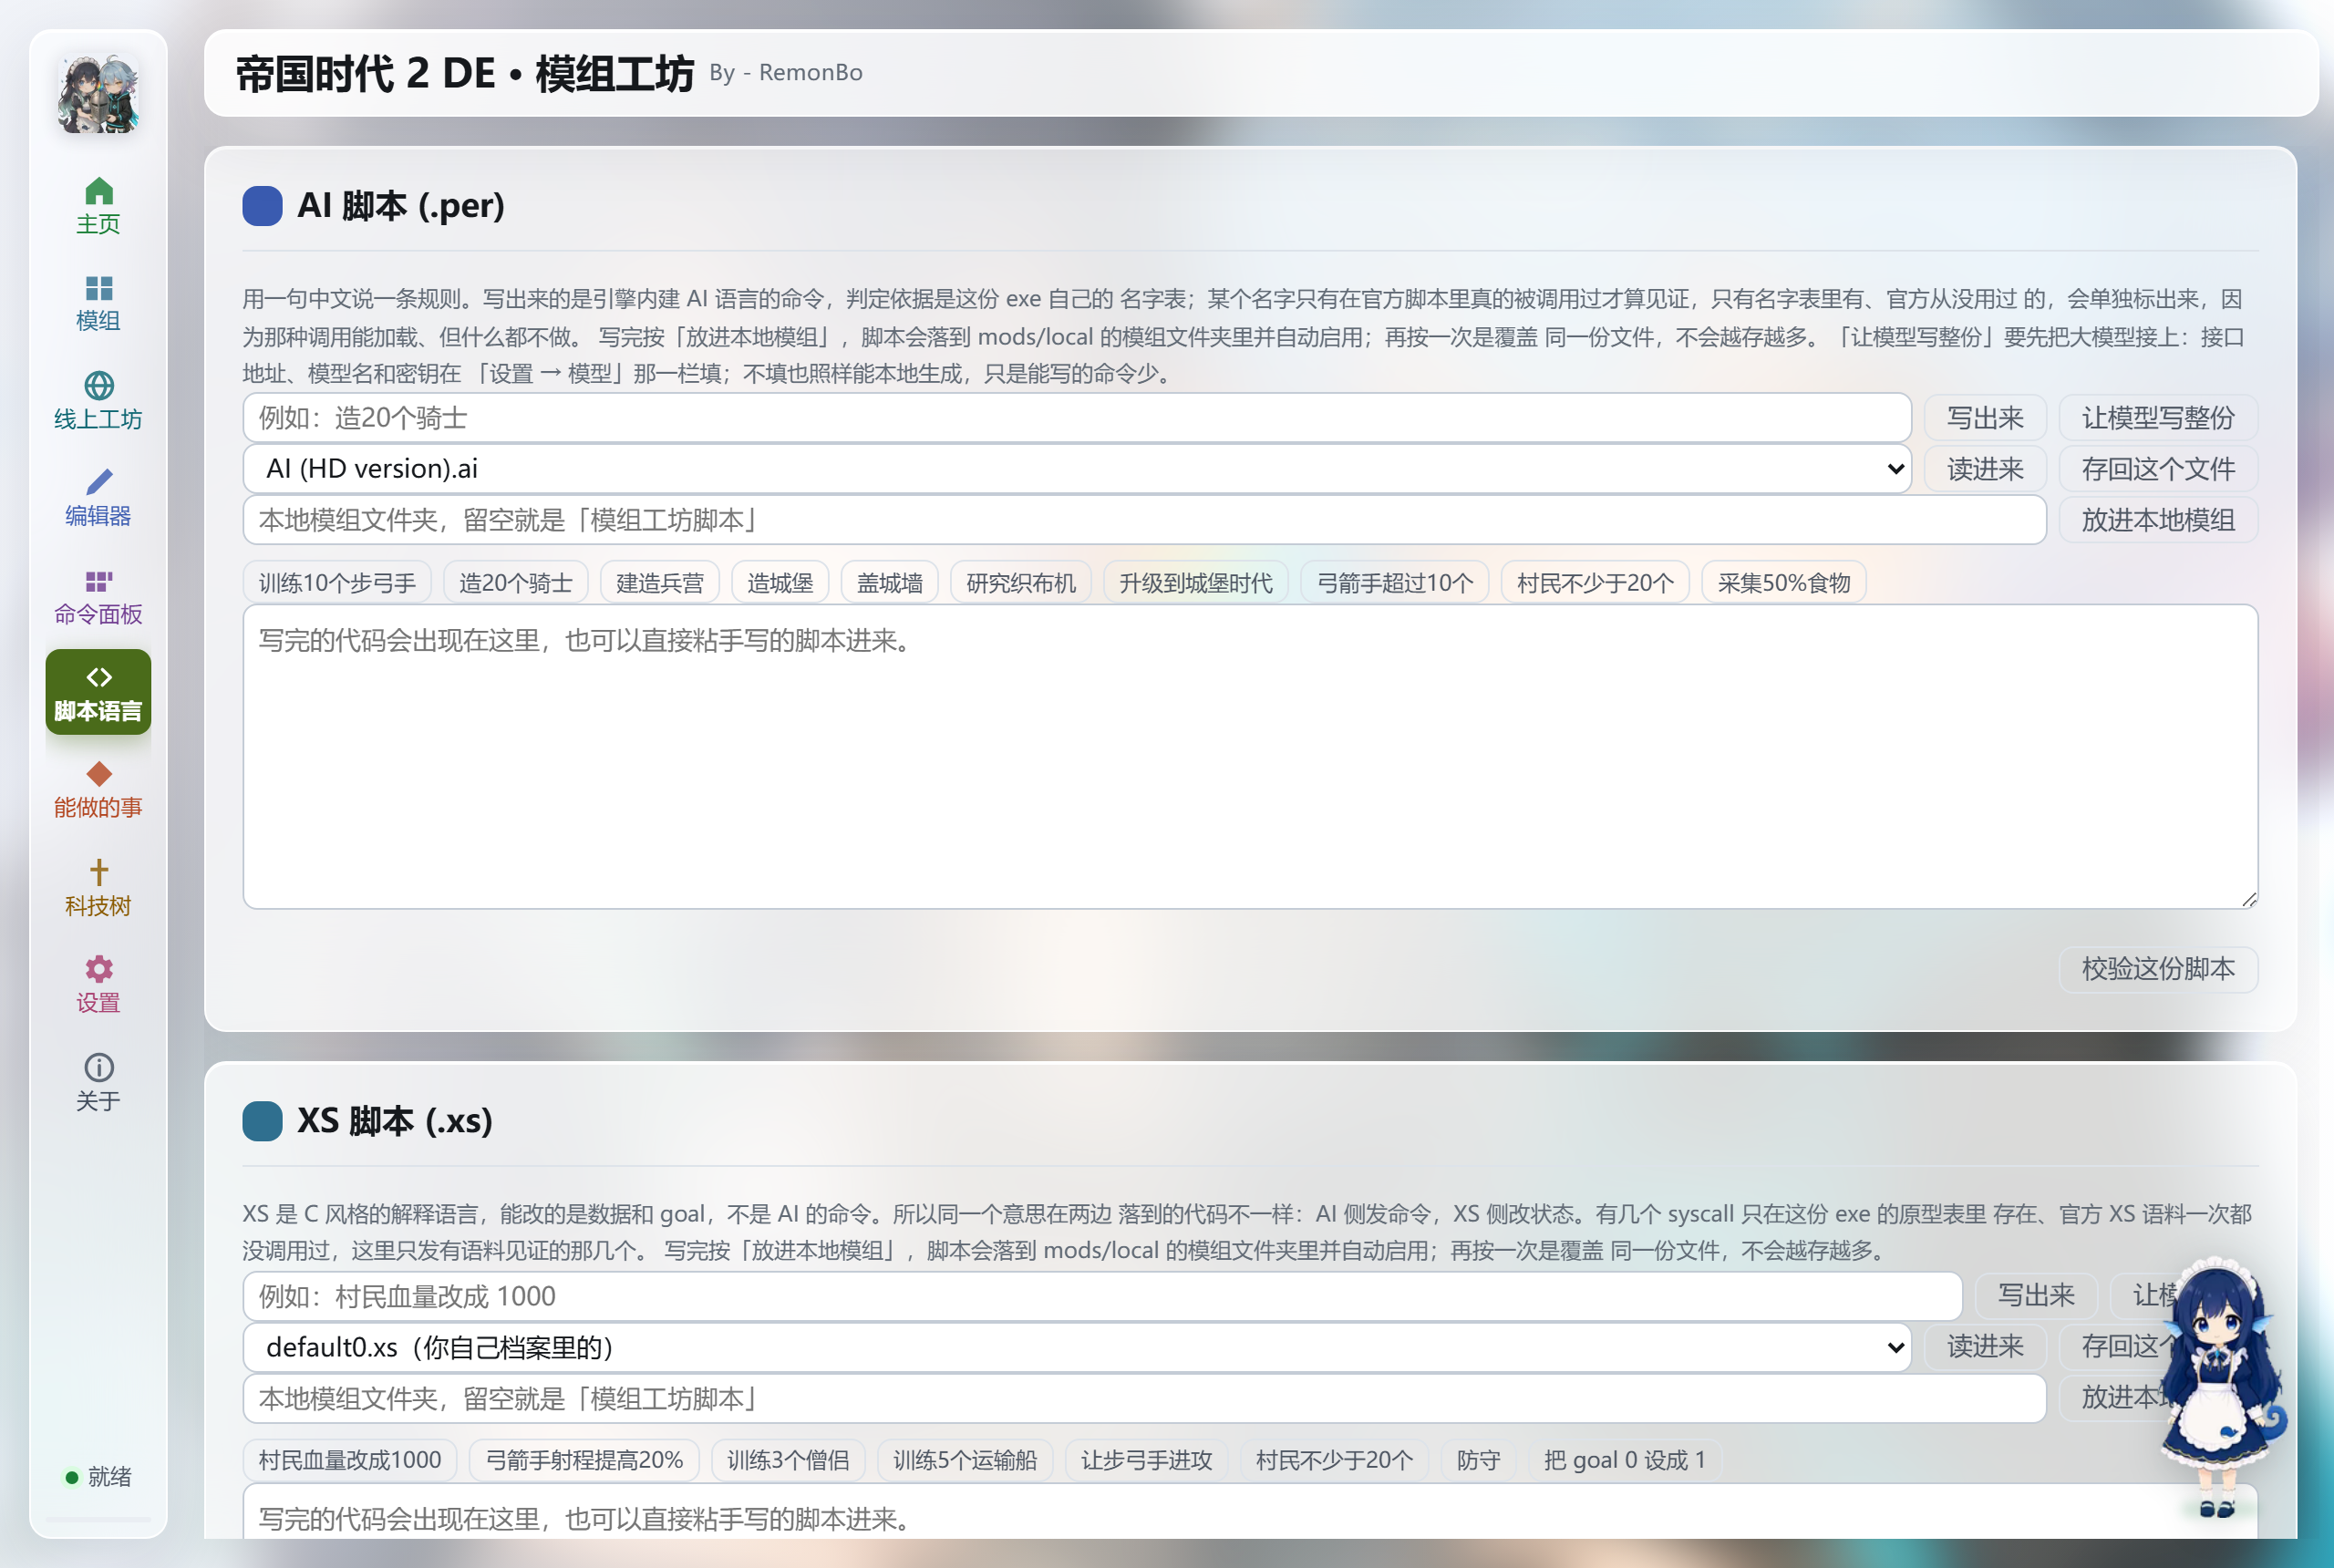 帝国时代 2 DE • 模组工坊 By - RemonBo
主页
模组
线上工坊
编辑器
命令面板
脚本语言
能做的事
科技树
设置
关于
就绪
AI 脚本 (.per)
用一句中文说一条规则。写出来的是引擎内建 AI 语言的命令，判定依据是这份 exe 自己的 名字表；某个名字只有在官方脚本里真的被调用过才算见证，只有名字表里有、官方从没用过 的，会单独标出来，因
为那种调用能加载、但什么都不做。 写完按「放进本地模组」，脚本会落到 mods/local 的模组文件夹里并自动启用；再按一次是覆盖 同一份文件，不会越存越多。「让模型写整份」要先把大模型接上：接口
地址、模型名和密钥在 「设置 → 模型」那一栏填；不填也照样能本地生成，只是能写的命令少。
例如：造20个骑士 写出来 让模型写整份
AI (HD version).ai 读进来 存回这个文件
本地模组文件夹，留空就是「模组工坊脚本」 放进本地模组
训练10个步弓手 造20个骑士 建造兵营 造城堡 盖城墙 研究织布机 升级到城堡时代 弓箭手超过10个 村民不少于20个 采集50%食物
写完的代码会出现在这里，也可以直接粘手写的脚本进来。
校验这份脚本
XS 脚本 (.xs)
XS 是 C 风格的解释语言，能改的是数据和 goal，不是 AI 的命令。所以同一个意思在两边 落到的代码不一样：AI 侧发命令，XS 侧改状态。有几个 syscall 只在这份 exe 的原型表里 存在、官方 XS 语料一次都
没调用过，这里只发有语料见证的那几个。 写完按「放进本地模组」，脚本会落到 mods/local 的模组文件夹里并自动启用；再按一次是覆盖 同一份文件，不会越存越多。
例如：村民血量改成 1000 写出来 让
default0.xs（你自己档案里的） 读进来 存回这
本地模组文件夹，留空就是「模组工坊脚本」 放进本
村民血量改成1000 弓箭手射程提高20% 训练3个僧侣 训练5个运输船 让步弓手进攻 村民不少于20个 防守 把 goal 0 设成 1
写完的代码会出现在这里，也可以直接粘手写的脚本进来。